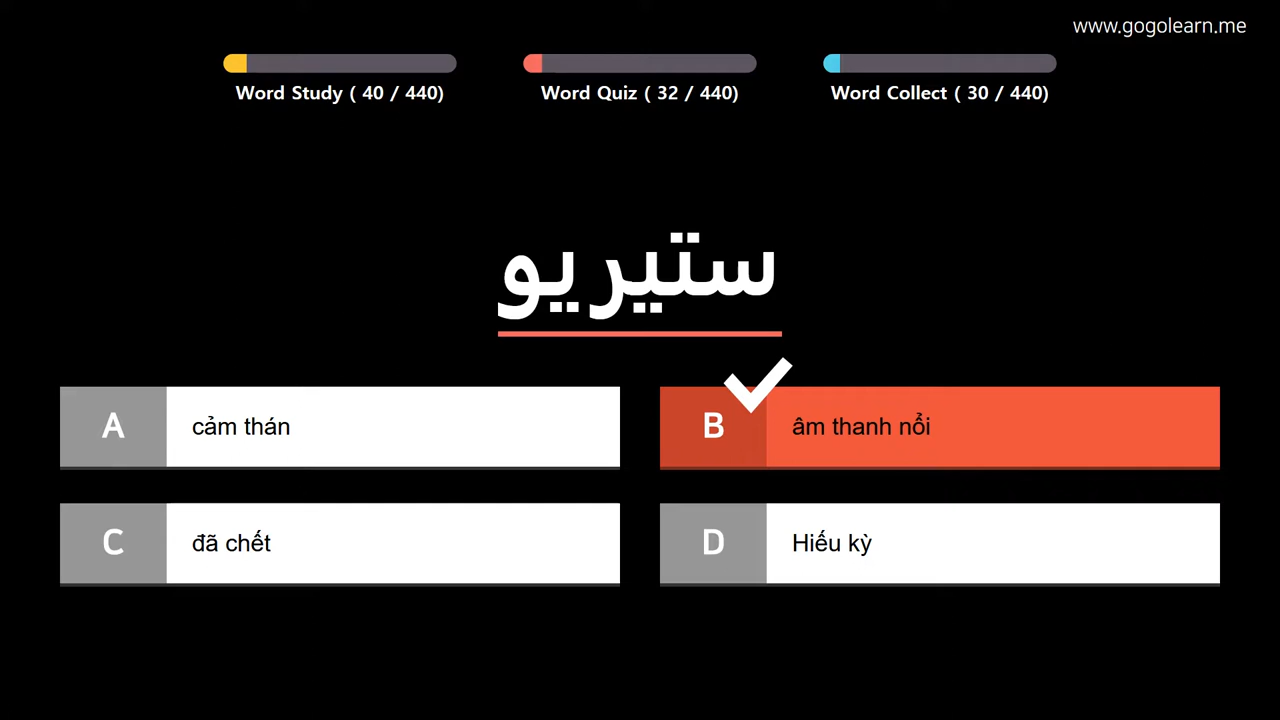 www.gogolearn.me
Word Study ( 40 / 440)
Word Quiz ( 32 / 440)
Word Collect ( 30 / 440)
ستيريو
A
cảm thán
B
âm thanh nổi
C
đã chết
D
Hiếu kỳ